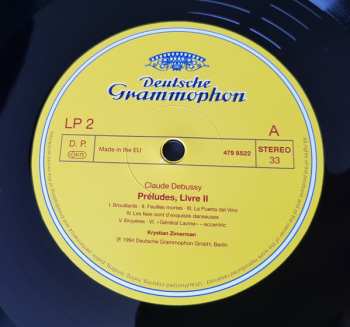 Deutsche
Grammophon
LP 2
A
D. P.
GEMA
Made in the EU
479 8522
STEREO
33
Claude Debussy
Préludes, Livre II
I. Brouillards · II. Feuilles mortes · III. La Puerta del Vino
IV. Les fées sont d'exquises danseuses
V. Bruyères · VI. «Général Lavine» – eccentric
Krystian Zimerman
℗ 1994 Deutsche Grammophon GmbH, Berlin